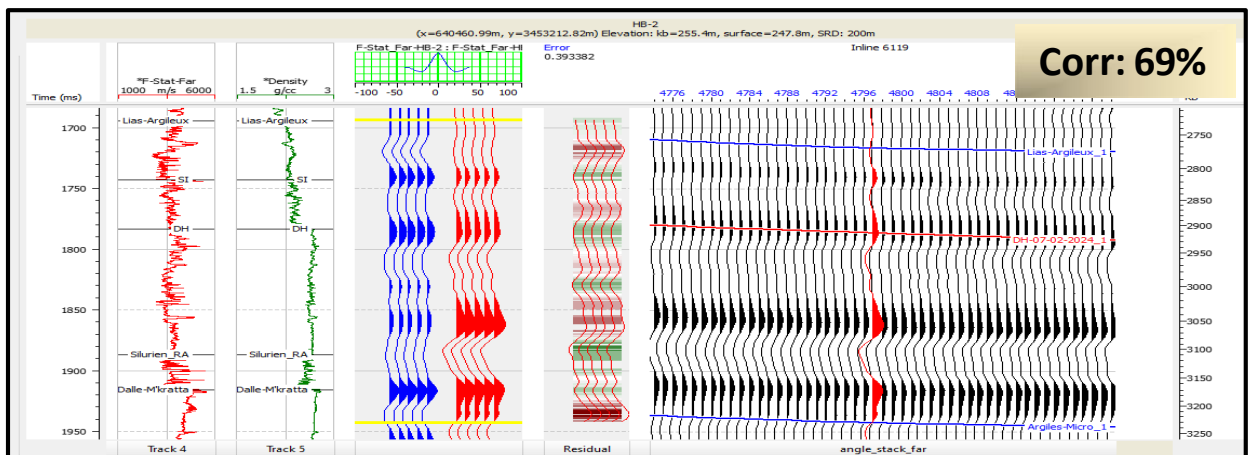 HB-2
(x=640460.99m, y=3453212.82m) Elevation: kb=255.4m, surface=247.8m, SRD: 200m
Corr: 69%
F-Stat_Far-HB-2 : F-Stat_Far-HI
Error
0.393382
Inline 6119
*F-Stat-Far
1000 m/s 6000
*Density
1.5 g/cc 3
-100 -50 0 50 100
Time (ms)
4776 4780 4784 4788 4792 4796 4800 4804 4808
1700
1750
1800
1850
1900
1950
Lias-Argileux
SI
DH
Silurien_RA
Dalle-M'kratta
Lias-Argileux
SI
DH
Silurien_RA
Dalle-M'kratta
Lias-Argileux_1
DH-07-02-2024_1
Argiles-Micro_1
2750
2800
2850
2900
2950
3000
3050
3100
3150
3200
3250
Track 4
Track 5
Residual
angle_stack_far